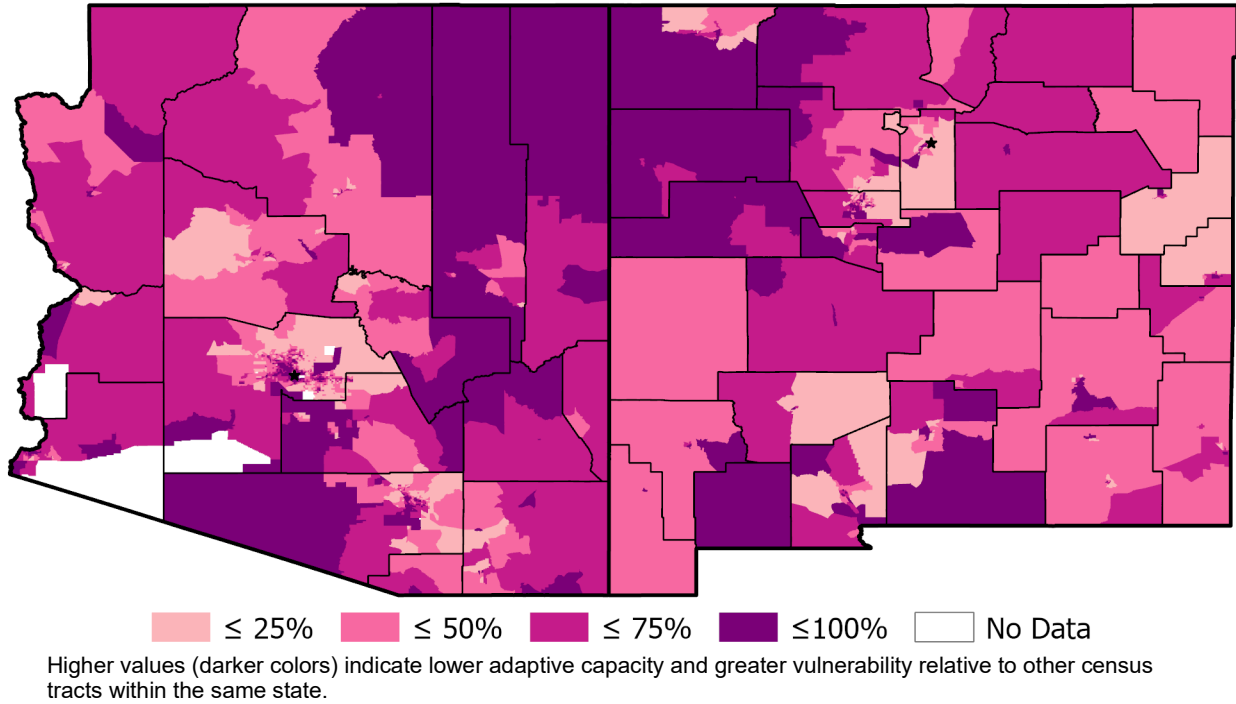 ≤ 25% ≤ 50% ≤ 75% ≤100% No Data
Higher values (darker colors) indicate lower adaptive capacity and greater vulnerability relative to other census
tracts within the same state.